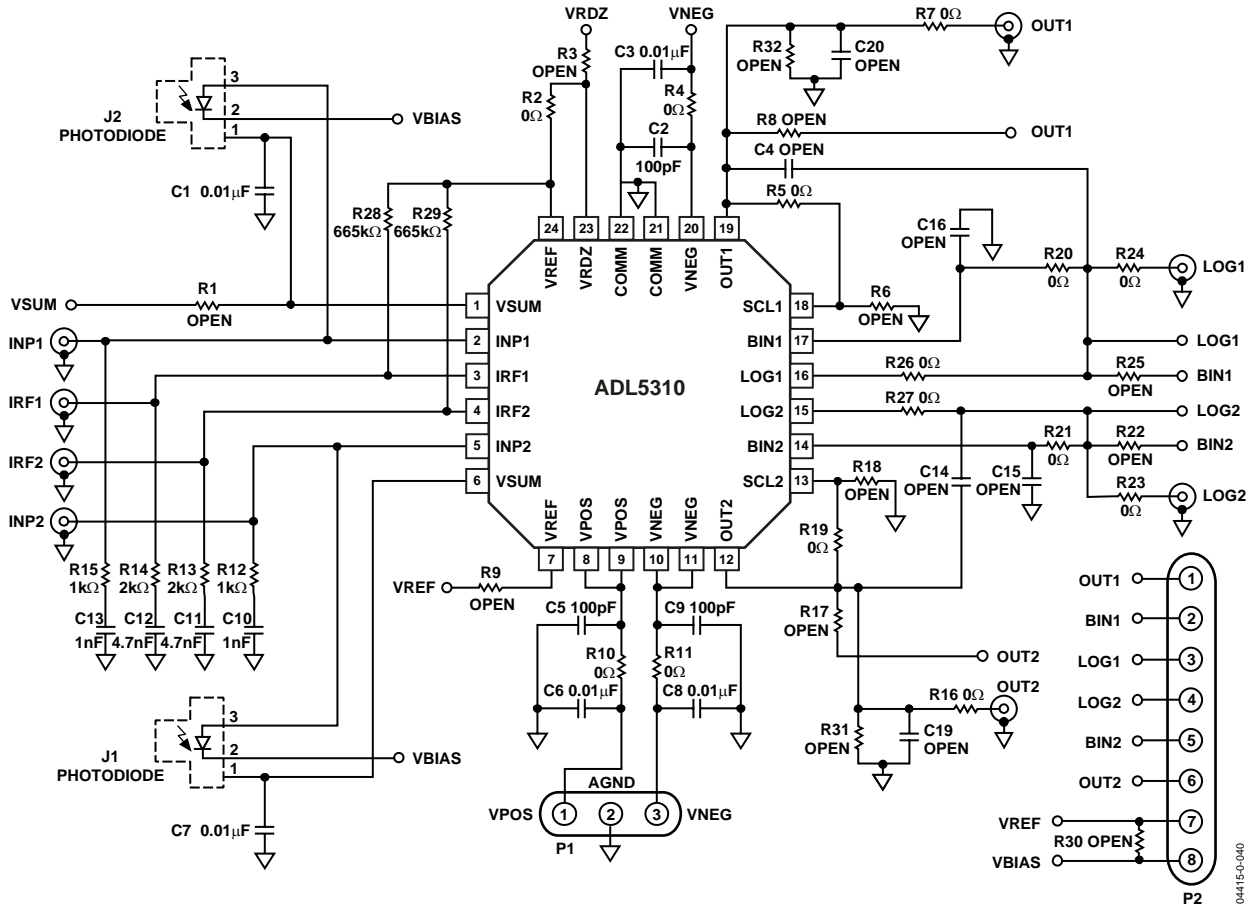 VRDZ
VNEG
R7 0Ω
OUT1
R3
OPEN
C3 0.01µF
R32
OPEN
C20
OPEN
R2
0Ω
R4
0Ω
3
2
1
J2
PHOTODIODE
VBIAS
R8 OPEN
OUT1
C2
100pF
C4 OPEN
C1 0.01µF
R5 0Ω
R28
665kΩ
R29
665kΩ
C16
OPEN
24
23
22
21
20
19
VREF
VRDZ
COMM
COMM
VNEG
OUT1
R20
0Ω
R24
0Ω
LOG1
VSUM
R1
OPEN
1
VSUM
SCL1
18
R6
OPEN
INP1
2
INP1
BIN1
17
LOG1
IRF1
3
IRF1
ADL5310
LOG1
16
R26 0Ω
R25
OPEN
BIN1
4
IRF2
LOG2
15
R27 0Ω
LOG2
IRF2
5
INP2
BIN2
14
R21
0Ω
R22
OPEN
BIN2
6
VSUM
SCL2
13
R18
OPEN
C14
OPEN
C15
OPEN
R23
0Ω
LOG2
INP2
VREF
VPOS
VPOS
VNEG
VNEG
OUT2
7
8
9
10
11
12
R19
0Ω
R15
1kΩ
R14
2kΩ
R13
2kΩ
R12
1kΩ
VREF
R9
OPEN
C13
1nF
C12
4.7nF
C11
4.7nF
C10
1nF
C5 100pF
C9 100pF
R17
OPEN
R10
0Ω
R11
0Ω
OUT2
C6 0.01µF
C8 0.01µF
R16 0Ω
OUT2
R31
OPEN
C19
OPEN
3
2
1
J1
PHOTODIODE
VBIAS
C7 0.01µF
AGND
VPOS
1
2
3
VNEG
P1
OUT1
1
BIN1
2
LOG1
3
LOG2
4
BIN2
5
OUT2
6
VREF
7
R30 OPEN
VBIAS
8
P2
04415-0-040